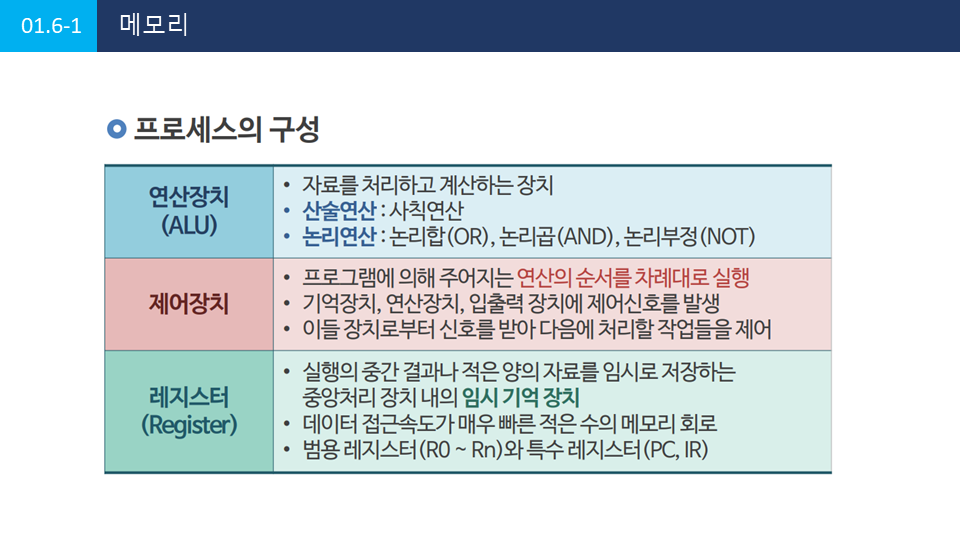 01.6-1 메모리
프로세스의 구성
연산장치
(ALU)
• 자료를 처리하고 계산하는 장치
• 산술연산 : 사칙연산
• 논리연산 : 논리합(OR), 논리곱(AND), 논리부정(NOT)
제어장치
• 프로그램에 의해 주어지는 연산의 순서를 차례대로 실행
• 기억장치, 연산장치, 입출력 장치에 제어신호를 발생
• 이들 장치로부터 신호를 받아 다음에 처리할 작업들을 제어
레지스터
(Register)
• 실행의 중간 결과나 적은 양의 자료를 임시로 저장하는
중앙처리 장치 내의 임시 기억 장치
• 데이터 접근속도가 매우 빠른 적은 수의 메모리 회로
• 범용 레지스터(R0 ~ Rn)와 특수 레지스터(PC, IR)